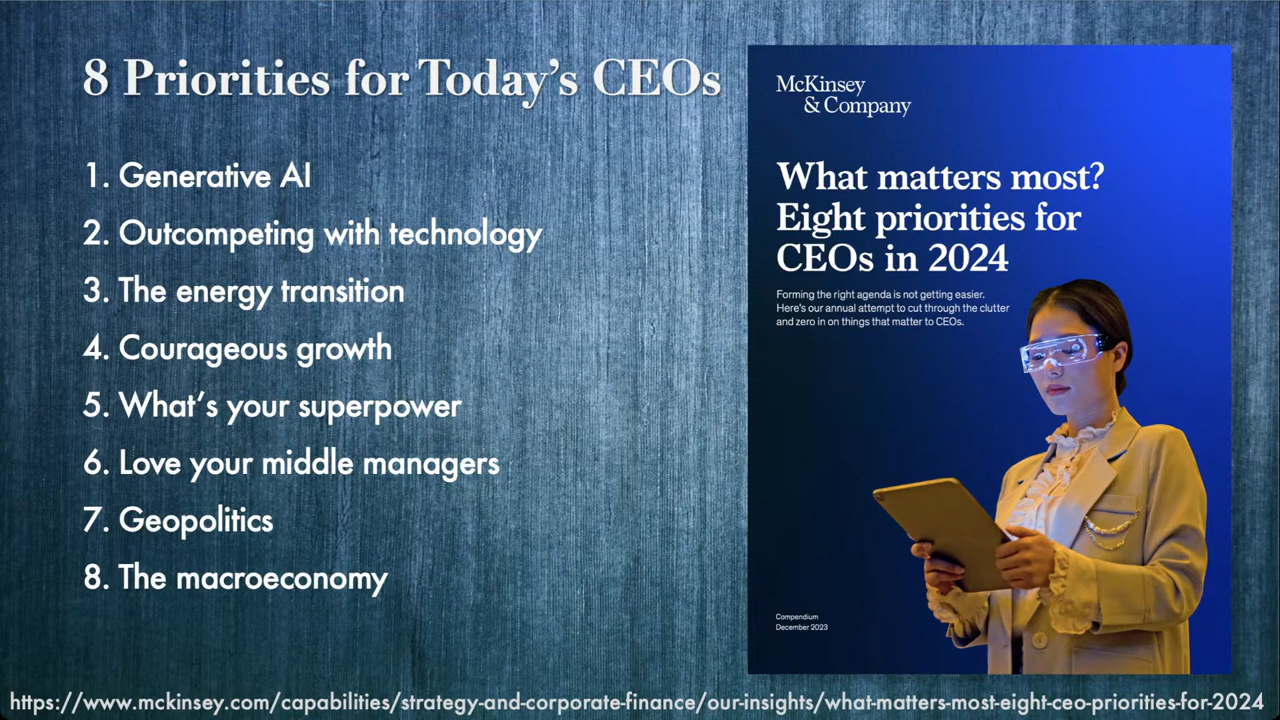 8 Priorities for Today's CEOs
1. Generative AI
2. Outcompeting with technology
3. The energy transition
4. Courageous growth
5. What's your superpower
6. Love your middle managers
7. Geopolitics
8. The macroeconomy
McKinsey
& Company
What matters most?
Eight priorities for
CEOs in 2024
Forming the right agenda is not getting easier.
Here's our annual attempt to cut through the clutter
and zero in on things that matter to CEOs.
Compendium
December 2023
https://www.mckinsey.com/capabilities/strategy-and-corporate-finance/our-insights/what-matters-most-eight-ceo-priorities-for-2024